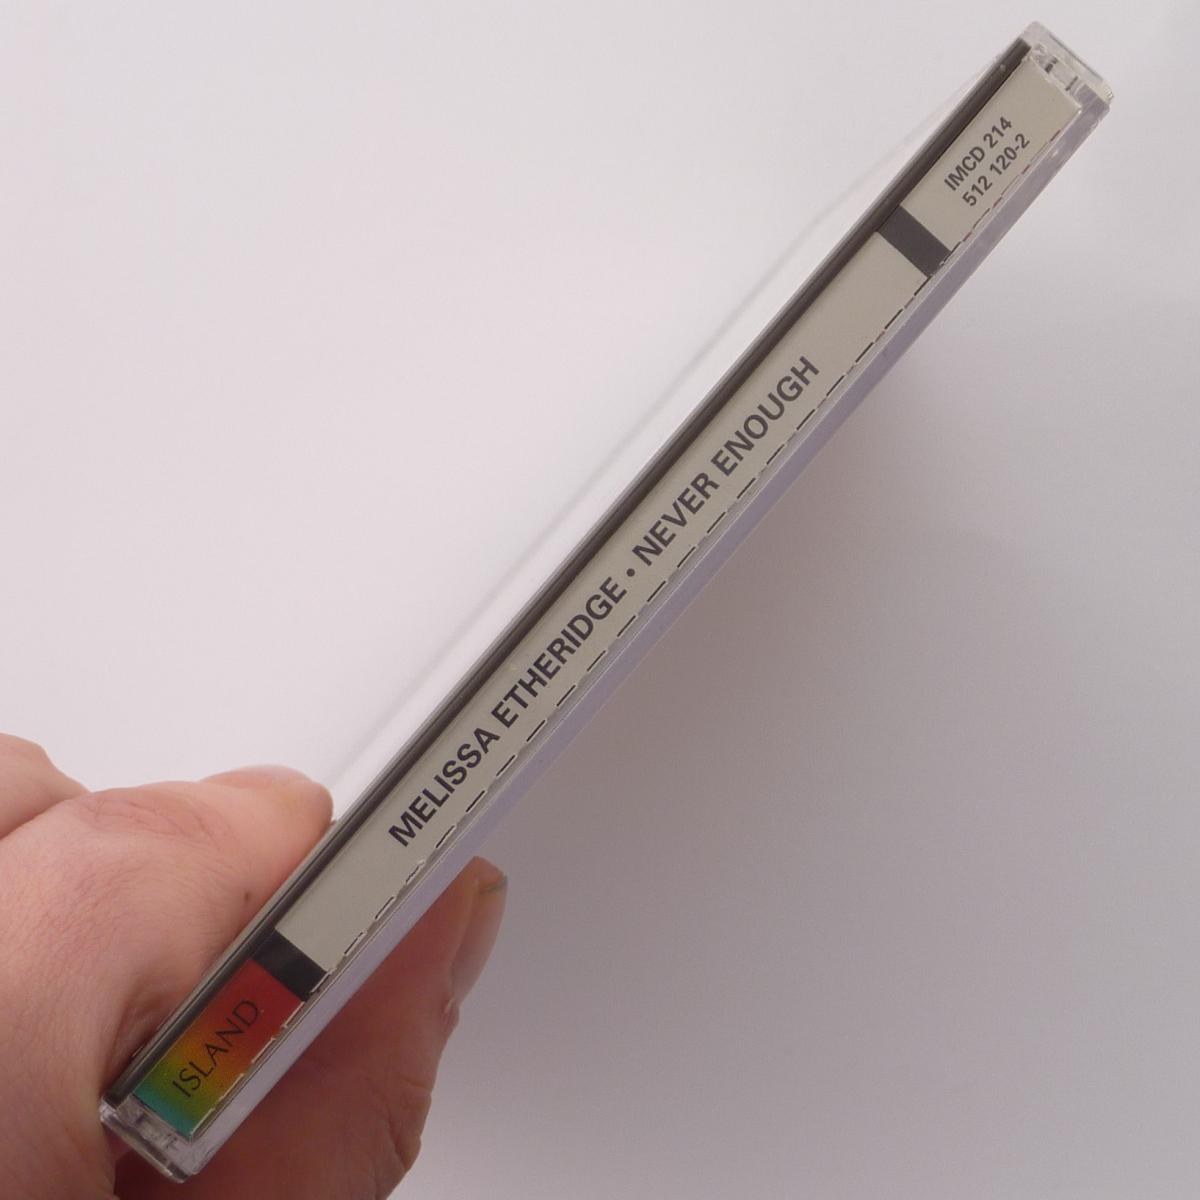 ISLAND
MELISSA ETHERIDGE • NEVER ENOUGH
IMCD 214
512 120-2